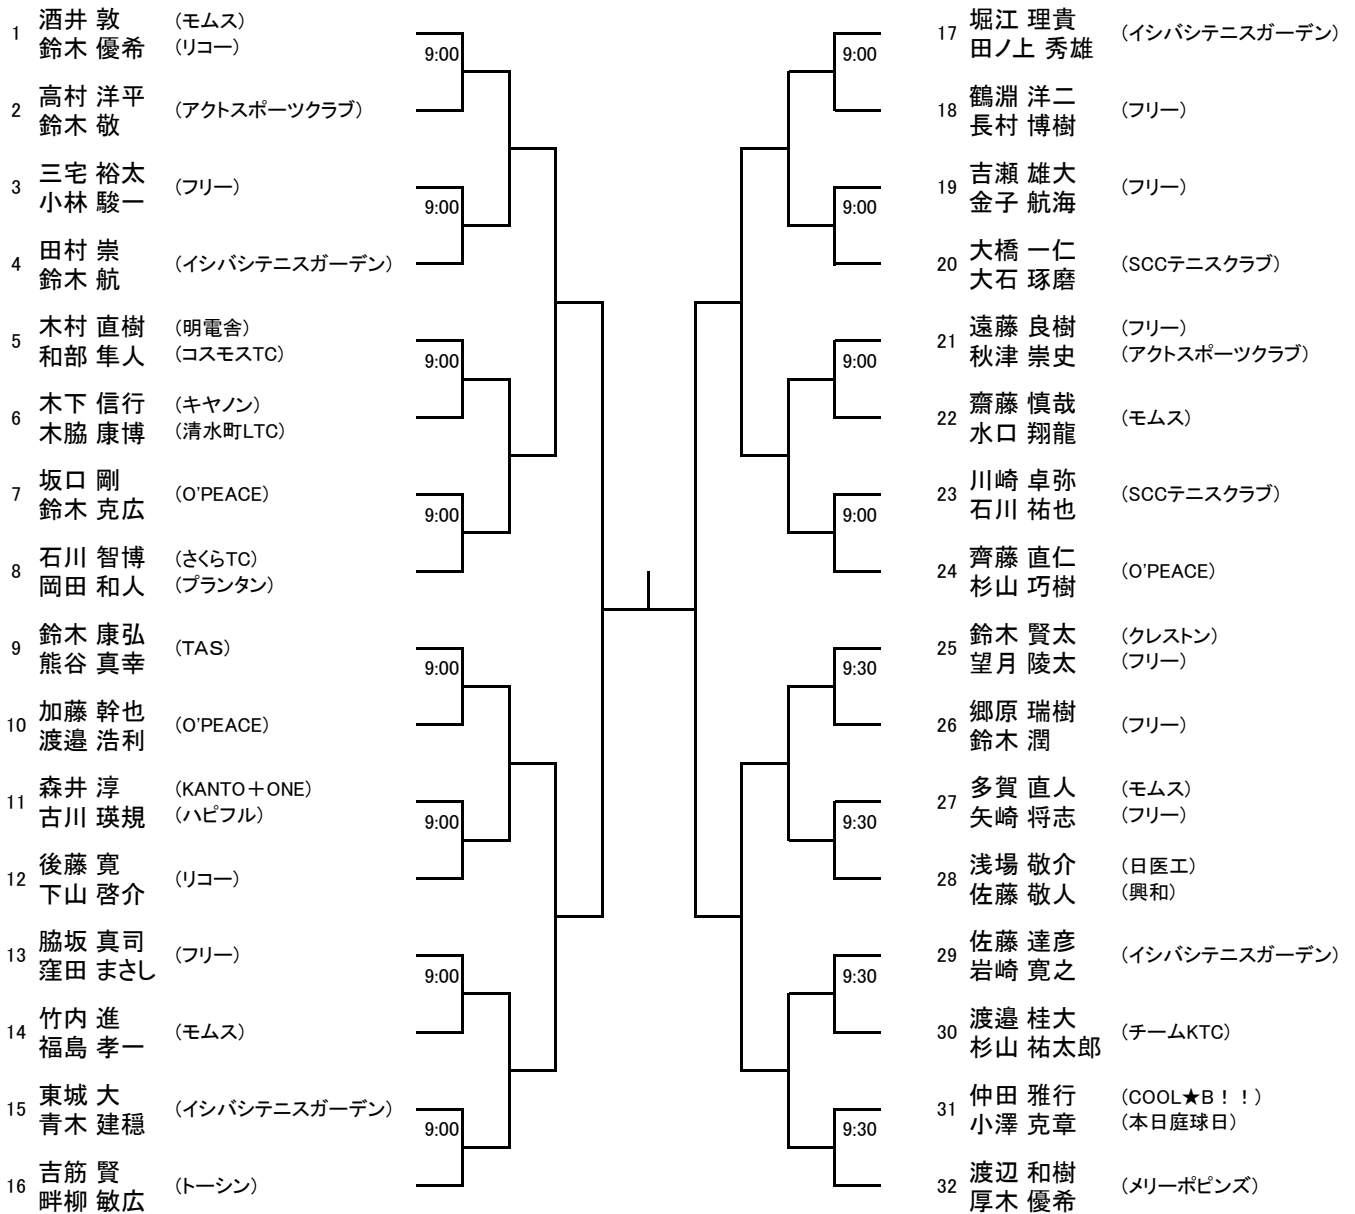 1 酒井 敦 (モムス)
鈴木 優希 (リコー)
9:00
2 高村 洋平 (アクトスポーツクラブ)
鈴木 敬
3 三宅 裕太 (フリー)
小林 駿一
9:00
4 田村 崇 (イシバシテニスガーデン)
鈴木 航
5 木村 直樹 (明電舎)
和部 隼人 (コスモスTC)
9:00
6 木下 信行 (キヤノン)
木脇 康博 (清水町LTC)
7 坂口 剛 (O'PEACE)
鈴木 克広
9:00
8 石川 智博 (さくらTC)
岡田 和人 (プランタン)
9 鈴木 康弘 (TAS)
熊谷 真幸
9:00
10 加藤 幹也 (O'PEACE)
渡邉 浩利
11 森井 淳 (KANTO+ONE)
古川 瑛規 (ハピフル)
9:00
12 後藤 寛 (リコー)
下山 啓介
13 脇坂 真司 (フリー)
窪田 まさし
9:00
14 竹内 進 (モムス)
福島 孝一
15 東城 大 (イシバシテニスガーデン)
青木 建穏
9:00
16 吉筋 賢 (トーシン)
畔柳 敏広
17 堀江 理貴 (イシバシテニスガーデン)
田ノ上 秀雄
9:00
18 鶴淵 洋二 (フリー)
長村 博樹
19 吉瀬 雄大 (フリー)
金子 航海
9:00
20 大橋 一仁 (SCCテニスクラブ)
大石 琢磨
21 遠藤 良樹 (フリー)
秋津 崇史 (アクトスポーツクラブ)
9:00
22 齋藤 慎哉 (モムス)
水口 翔龍
23 川崎 卓弥 (SCCテニスクラブ)
石川 祐也
9:00
24 齊藤 直仁 (O'PEACE)
杉山 巧樹
25 鈴木 賢太 (クレストン)
望月 陵太 (フリー)
9:30
26 郷原 瑞樹 (フリー)
鈴木 潤
27 多賀 直人 (モムス)
矢崎 将志 (フリー)
9:30
28 浅場 敬介 (日医工)
佐藤 敬人 (興和)
29 佐藤 達彦 (イシバシテニスガーデン)
岩崎 寛之
9:30
30 渡邉 桂大 (チームKTC)
杉山 祐太郎
31 仲田 雅行 (COOL★B!!)
小澤 克章 (本日庭球日)
9:30
32 渡辺 和樹 (メリーポピンズ)
厚木 優希